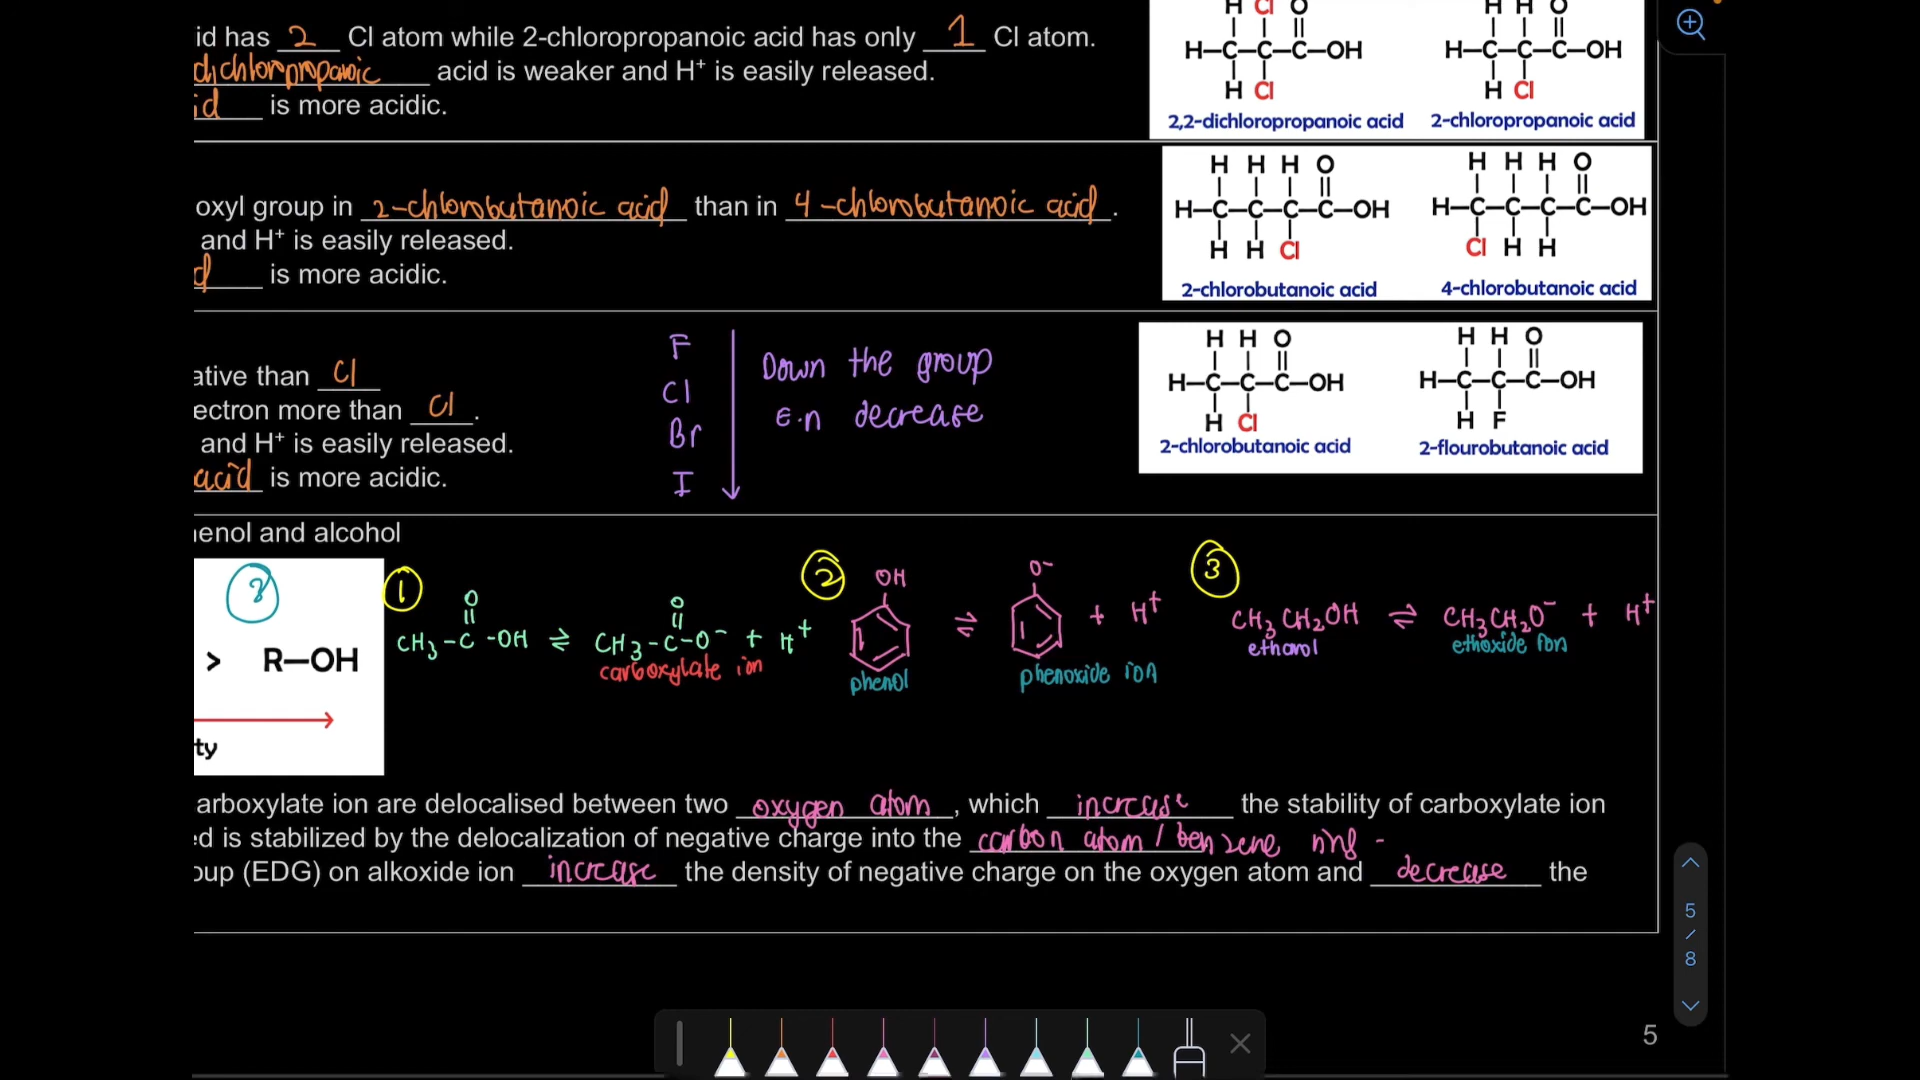 id has 2 Cl atom while 2-chloropropanoic acid has only 1 Cl atom.
dichloropropanoic acid is weaker and H⁺ is easily released.
id is more acidic.
H Cl O
H–C–C–C–OH
H Cl
2,2-dichloropropanoic acid
H H O
H–C–C–C–OH
H Cl
2-chloropropanoic acid
oxyl group in 2-chlorobutanoic acid than in 4-chlorobutanoic acid.
and H⁺ is easily released.
d is more acidic.
H H H O
H–C–C–C–C–OH
H H Cl
2-chlorobutanoic acid
H H H O
H–C–C–C–C–OH
Cl H H
4-chlorobutanoic acid
ative than Cl
ectron more than Cl.
and H⁺ is easily released.
acid is more acidic.
F
Cl
Br
I
Down the group
E.n decrease
H H O
H–C–C–C–OH
H Cl
2-chlorobutanoic acid
H H O
H–C–C–C–OH
H F
2-flourobutanoic acid
enol and alcohol
> R–OH
ty
1
O
CH₃-C-OH ⇌ CH₃-C-O⁻ + H⁺
O
carboxylate ion
2
OH
phenol
⇌
O⁻
+ H⁺
phenoxide ion
3
CH₃CH₂OH ⇌ CH₃CH₂O⁻ + H⁺
ethanol
ethoxide ion
arboxylate ion are delocalised between two oxygen atom, which increase the stability of carboxylate ion
ed is stabilized by the delocalization of negative charge into the carbon atom / benzene ring -
oup (EDG) on alkoxide ion increase the density of negative charge on the oxygen atom and decrease the
5
/
8
5